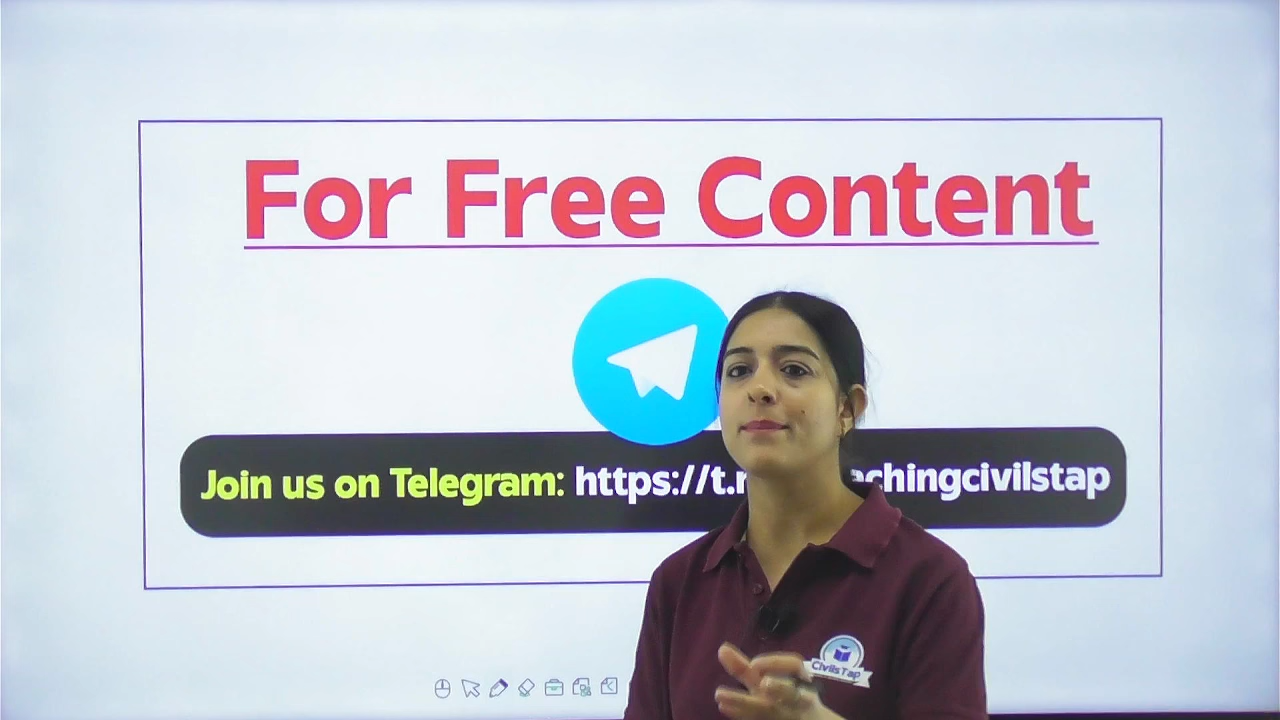 For Free Content
Join us on Telegram: https://t.m achingcivilstap
CivilsTap